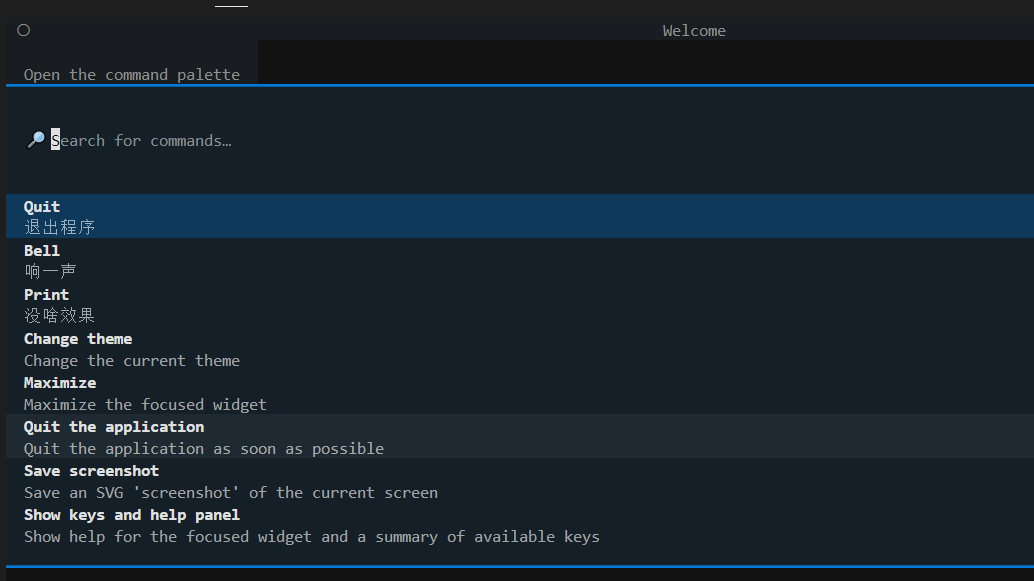 Welcome
Open the command palette
Search for commands…
Quit
退出程序
Bell
响一声
Print
没啥效果
Change theme
Change the current theme
Maximize
Maximize the focused widget
Quit the application
Quit the application as soon as possible
Save screenshot
Save an SVG 'screenshot' of the current screen
Show keys and help panel
Show help for the focused widget and a summary of available keys